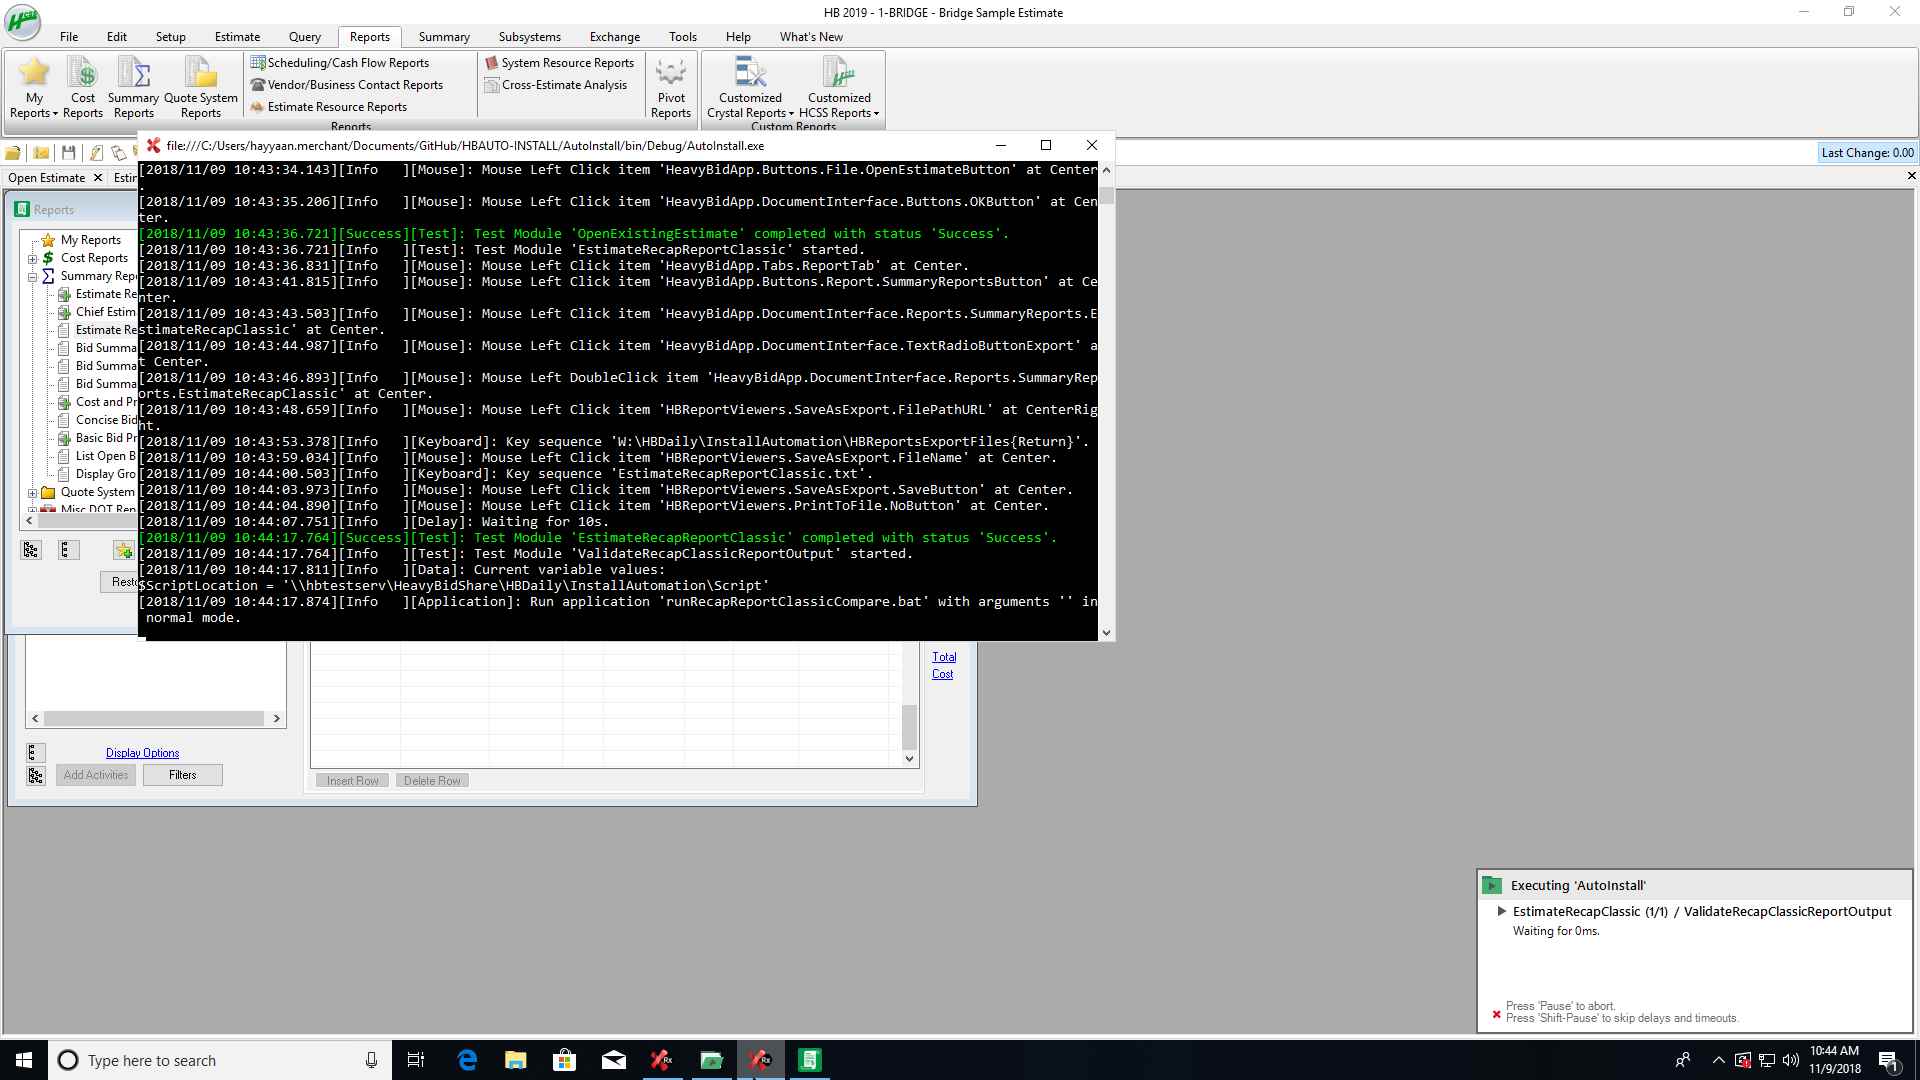 HB 2019 - 1-BRIDGE - Bridge Sample Estimate
File Edit Setup Estimate Query Reports Summary Subsystems Exchange Tools Help What's New
My Reports
Cost Reports
Summary Reports
Quote System Reports
Scheduling/Cash Flow Reports
Vendor/Business Contact Reports
Estimate Resource Reports
System Resource Reports
Cross-Estimate Analysis
Pivot Reports
Customized Crystal Reports
Customized HCSS Reports
Reports
Custom Reports
Last Change: 0.00
Open Estimate
Estim
file:///C:/Users/hayyaan.merchant/Documents/GitHub/HBAUTO-INSTALL/AutoInstall/bin/Debug/AutoInstall.exe
[2018/11/09 10:43:34.143][Info   ][Mouse]: Mouse Left Click item 'HeavyBidApp.Buttons.File.OpenEstimateButton' at Center
.
[2018/11/09 10:43:35.206][Info   ][Mouse]: Mouse Left Click item 'HeavyBidApp.DocumentInterface.Buttons.OKButton' at Cen
ter.
[2018/11/09 10:43:36.721][Success][Test]: Test Module 'OpenExistingEstimate' completed with status 'Success'.
[2018/11/09 10:43:36.721][Info   ][Test]: Test Module 'EstimateRecapReportClassic' started.
[2018/11/09 10:43:36.831][Info   ][Mouse]: Mouse Left Click item 'HeavyBidApp.Tabs.ReportTab' at Center.
[2018/11/09 10:43:41.815][Info   ][Mouse]: Mouse Left Click item 'HeavyBidApp.Buttons.Report.SummaryReportsButton' at Ce
nter.
[2018/11/09 10:43:43.503][Info   ][Mouse]: Mouse Left Click item 'HeavyBidApp.DocumentInterface.Reports.SummaryReports.E
stimateRecapClassic' at Center.
[2018/11/09 10:43:44.987][Info   ][Mouse]: Mouse Left Click item 'HeavyBidApp.DocumentInterface.TextRadioButtonExport' a
t Center.
[2018/11/09 10:43:46.893][Info   ][Mouse]: Mouse Left DoubleClick item 'HeavyBidApp.DocumentInterface.Reports.SummaryRep
orts.EstimateRecapClassic' at Center.
[2018/11/09 10:43:48.659][Info   ][Mouse]: Mouse Left Click item 'HBReportViewers.SaveAsExport.FilePathURL' at CenterRig
ht.
[2018/11/09 10:43:53.378][Info   ][Keyboard]: Key sequence 'W:\HBDaily\InstallAutomation\HBReportsExportFiles{Return}'.
[2018/11/09 10:43:59.034][Info   ][Mouse]: Mouse Left Click item 'HBReportViewers.SaveAsExport.FileName' at Center.
[2018/11/09 10:44:00.503][Info   ][Keyboard]: Key sequence 'EstimateRecapReportClassic.txt'.
[2018/11/09 10:44:03.973][Info   ][Mouse]: Mouse Left Click item 'HBReportViewers.SaveAsExport.SaveButton' at Center.
[2018/11/09 10:44:04.890][Info   ][Mouse]: Mouse Left Click item 'HBReportViewers.PrintToFile.NoButton' at Center.
[2018/11/09 10:44:07.751][Info   ][Delay]: Waiting for 10s.
[2018/11/09 10:44:17.764][Success][Test]: Test Module 'EstimateRecapReportClassic' completed with status 'Success'.
[2018/11/09 10:44:17.764][Info   ][Test]: Test Module 'ValidateRecapClassicReportOutput' started.
[2018/11/09 10:44:17.811][Info   ][Data]: Current variable values:
$ScriptLocation = '\\hbtestserv\HeavyBidShare\HBDaily\InstallAutomation\Script'
[2018/11/09 10:44:17.874][Info   ][Application]: Run application 'runRecapReportClassicCompare.bat' with arguments '' in
 normal mode.
Reports
My Reports
Cost Reports
Summary Repo
Estimate Re
Chief Estim
Estimate Re
Bid Summa
Bid Summa
Bid Summa
Cost and Pr
Concise Bid
Basic Bid Pr
List Open B
Display Gro
Quote System
Misc DOT Rep
Resto
Total
Cost
Display Options
Add Activities
Filters
Insert Row
Delete Row
Executing 'AutoInstall'
EstimateRecapClassic (1/1) / ValidateRecapClassicReportOutput
Waiting for 0ms.
Press 'Pause' to abort.
Press 'Shift-Pause' to skip delays and timeouts.
Type here to search
10:44 AM
11/9/2018
1